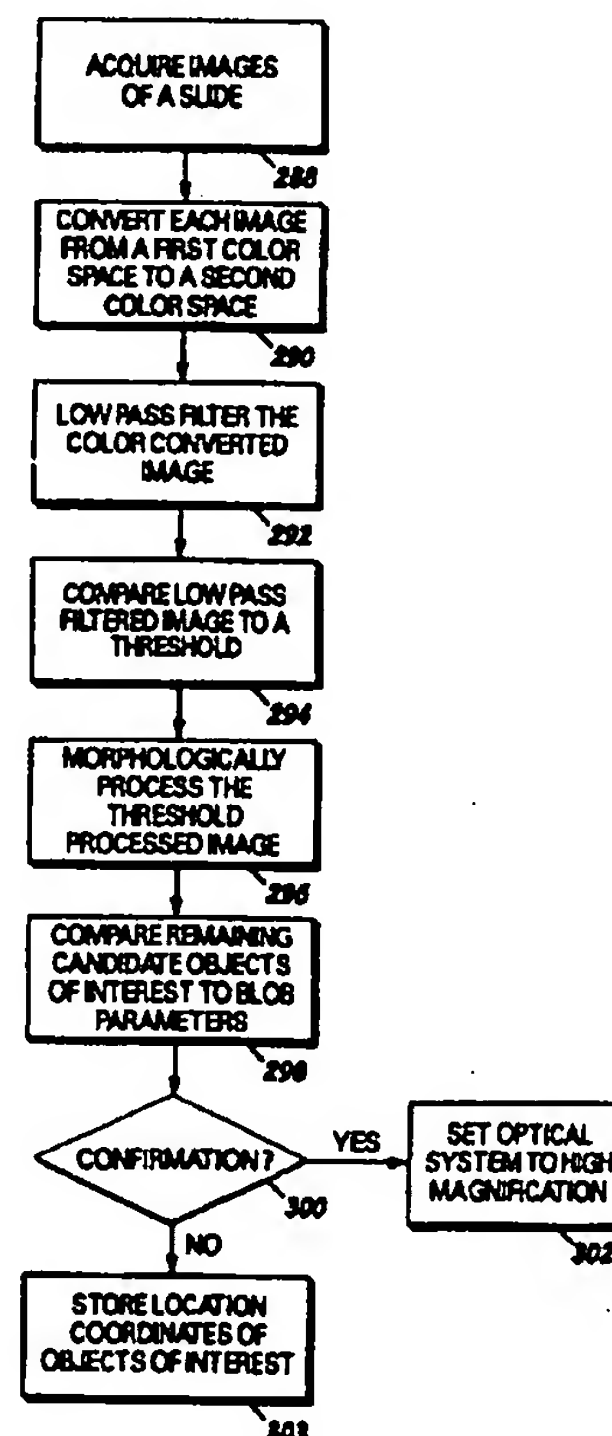 ACQUIRE IMAGES
OF A SLIDE
288
CONVERT EACH IMAGE
FROM A FIRST COLOR
SPACE TO A SECOND
COLOR SPACE
290
LOW PASS FILTER THE
COLOR CONVERTED
IMAGE
292
COMPARE LOW PASS
FILTERED IMAGE TO A
THRESHOLD
294
MORPHOLOGICALLY
PROCESS THE
THRESHOLD
PROCESSED IMAGE
296
COMPARE REMAINING
CANDIDATE OBJECTS
OF INTEREST TO BLOB
PARAMETERS
298
CONFIRMATION ?
300
YES
SET OPTICAL
SYSTEM TO HIGH
MAGNIFICATION
302
NO
STORE LOCATION
COORDINATES OF
OBJECTS OF INTEREST